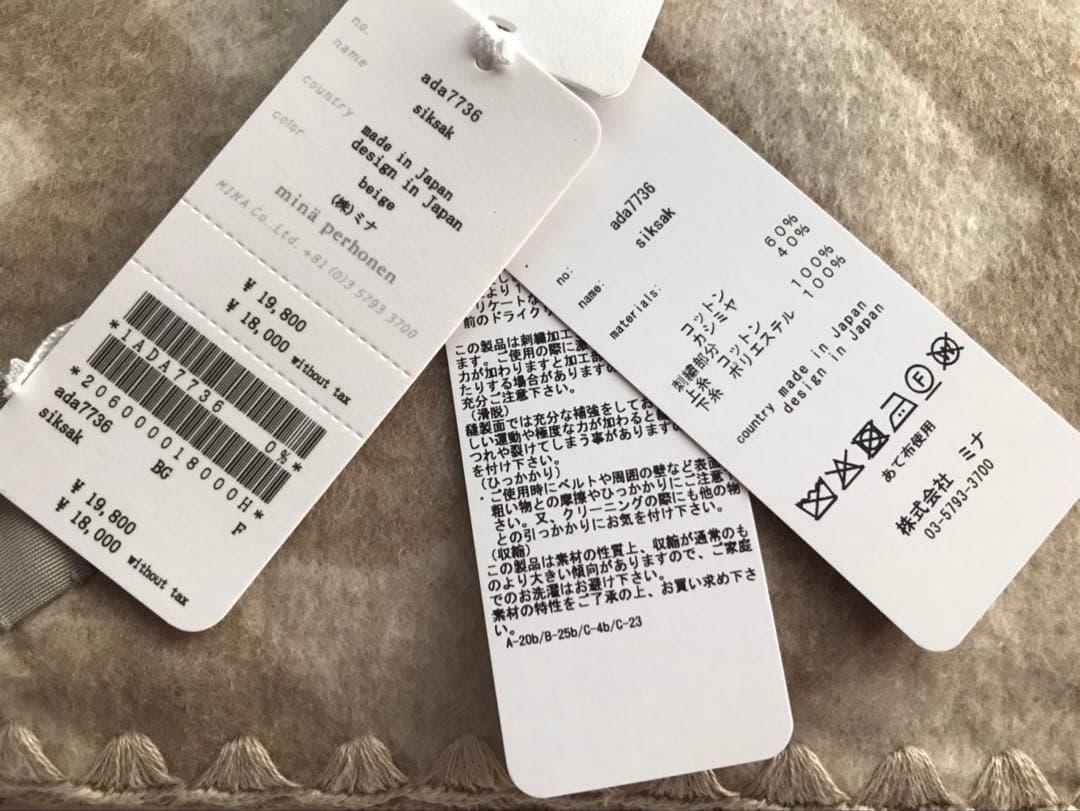 no.
name
country
color
ada7736
siksak
made in Japan
design in Japan
beige
(株)ミナ
minä perhonen
MINA Co.,Ltd. +81(0)3 5793 3700
¥ 19,800
¥ 18,000 without tax
*1ADA7736 0%*
*20600018000H*
ada7736
siksak
BG
F
¥ 19,800
¥ 18,000 without tax
前のドライク
この製品は刺繍加工
ます。ご使用の際に
力が加わりますと加工部
たりする場合があります
充分ご注意下さい。
(滑脱)
縫製面では充分な補強をしてお
しい運動や極度な力が加わると
つれや裂けてしまう事があります
を付け下さい。
(ひっかかり)
・ご使用時にベルトや周囲の壁など表面
粗い物との摩擦やひっかかりにご注意
さい。又、クリーニングの際にも他の物
との引っかかりにお気を付け下さい。
(収縮)
この製品は素材の性質上、収縮が通常のも
のより大きい傾向がありますので、ご家庭
でのお洗濯はお避け下さい。
素材の特性をご了承の上、お買い求め下さ
い。
A-20b/B-25b/C-4b/C-23
no: ada7736
name: siksak
materials:
コットン 60%
カシミヤ 40%
刺繍部分
上糸 コットン 100%
下糸 ポリエステル 100%
country made in Japan
design in Japan
F
あて布使用
株式会社 ミナ
03-5793-3700